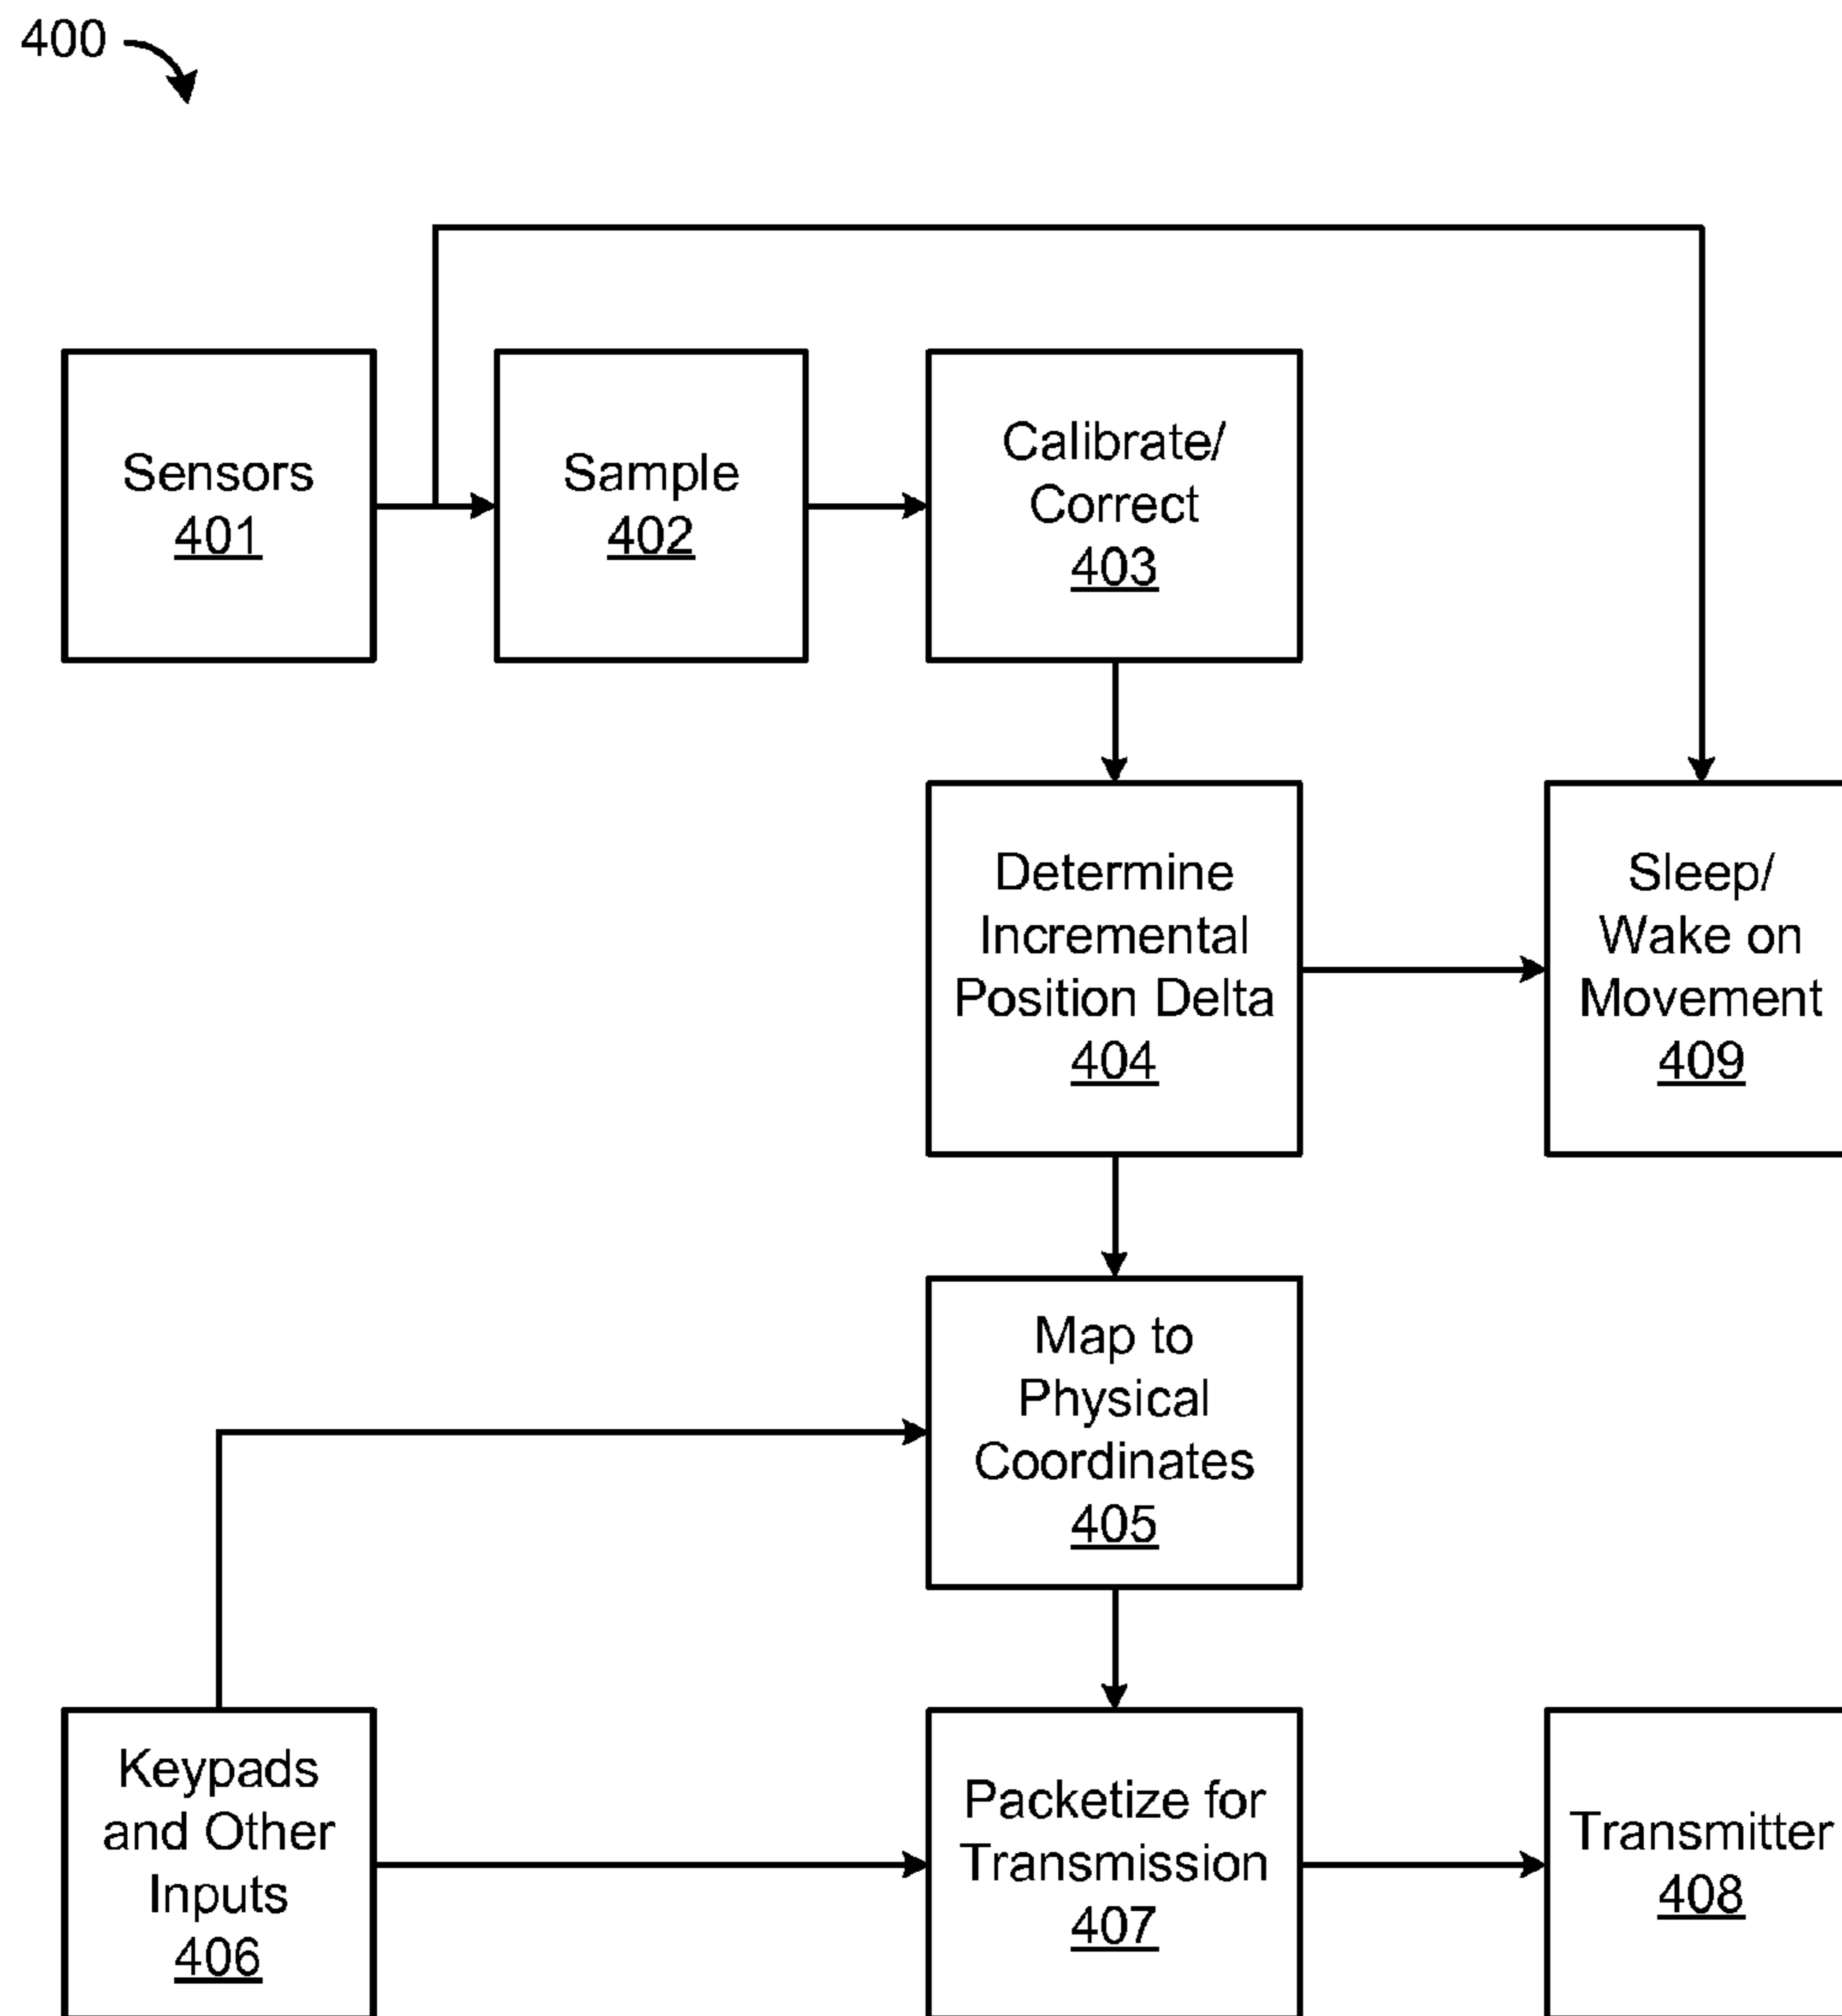 400
Sensors
401
Sample
402
Calibrate/
Correct
403
Determine
Incremental
Position Delta
404
Sleep/
Wake on
Movement
409
Map to
Physical
Coordinates
405
Keypads
and Other
Inputs
406
Packetize for
Transmission
407
Transmitter
408